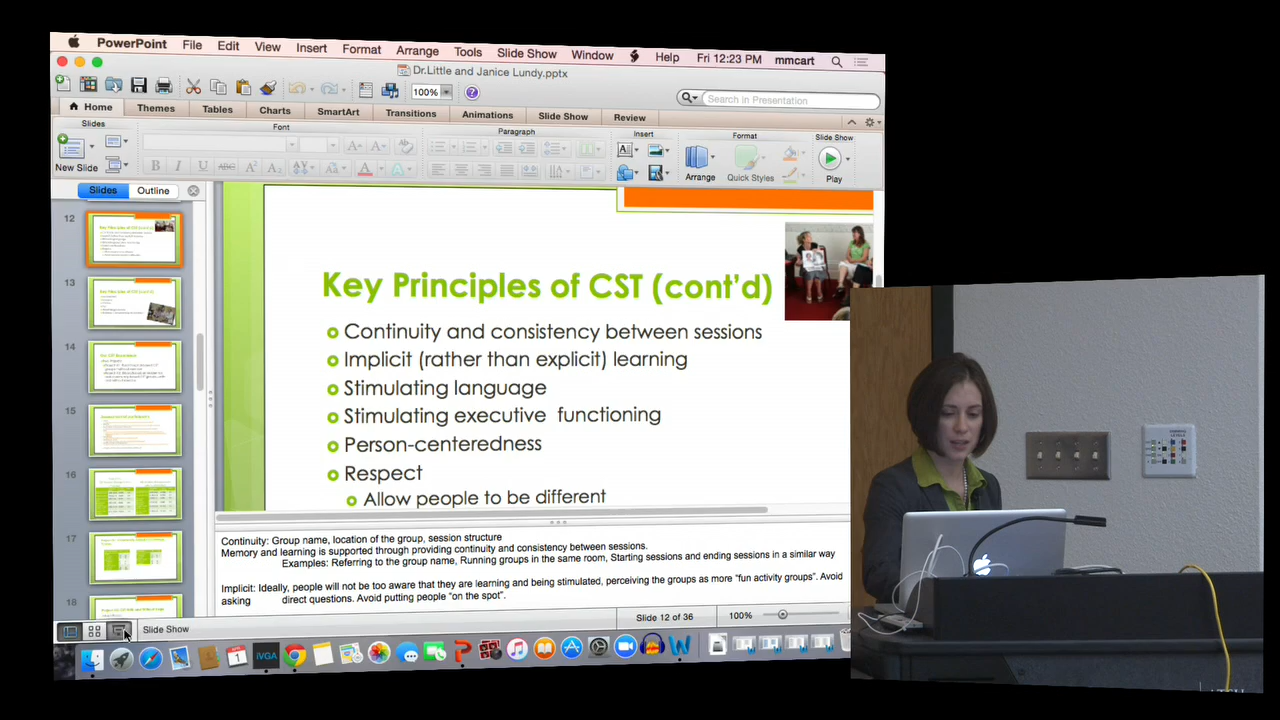 PowerPoint File Edit View Insert Format Arrange Tools Slide Show Window Help Fri 12:23 PM mmcart
Dr.Little and Janice Lundy.pptx
100%
Search in Presentation
Home Themes Tables Charts SmartArt Transitions Animations Slide Show Review
Slides Font Paragraph Insert Format Slide Show
New Slide Arrange Quick Styles Play
Slides Outline
12
13
14
15
16
17
18
Key Principles of CST (cont'd)
Continuity and consistency between sessions
Implicit (rather than explicit) learning
Stimulating language
Stimulating executive functioning
Person-centeredness
Respect
Allow people to be different
Continuity: Group name, location of the group, session structure
Memory and learning is supported through providing continuity and consistency between sessions.
Examples: Referring to the group name, Running groups in the same room, Starting sessions and ending sessions in a similar way
Implicit: Ideally, people will not be too aware that they are learning and being stimulated, perceiving the groups as more “fun activity groups”. Avoid
asking direct questions. Avoid putting people “on the spot”.
Slide Show Slide 12 of 36 100%
iVGA